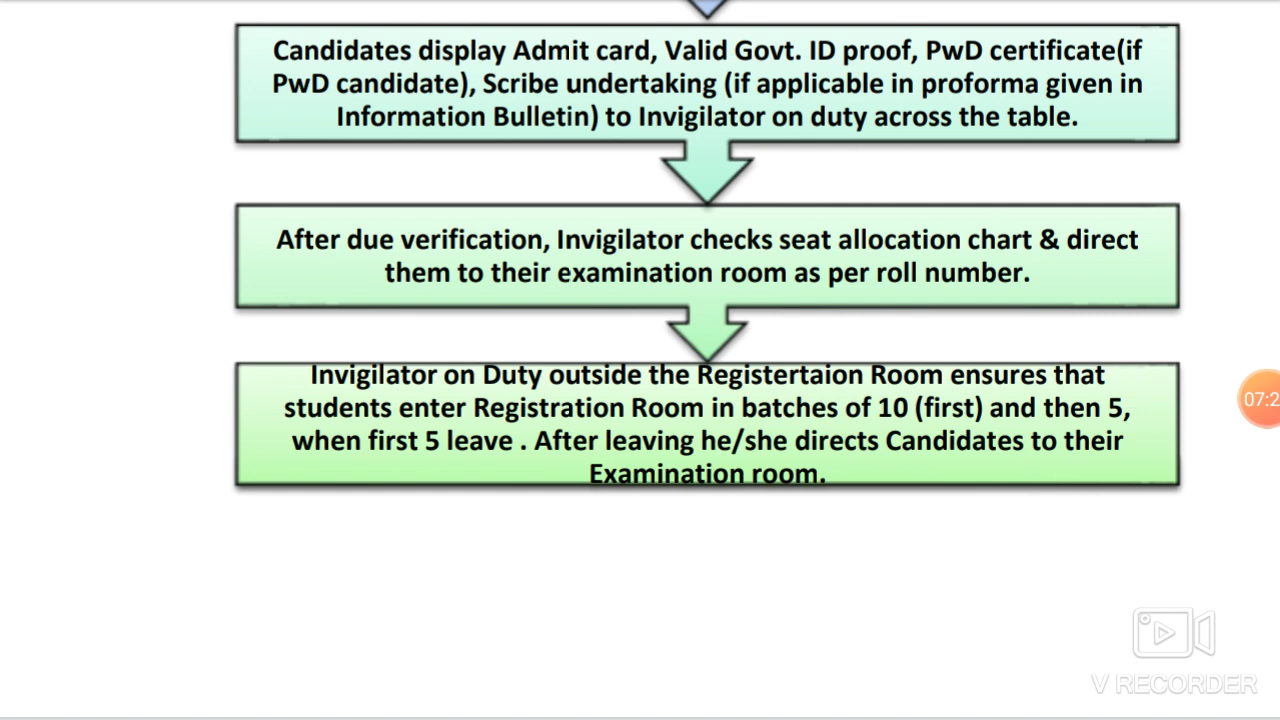 Candidates display Admit card, Valid Govt. ID proof, PwD certificate(if
PwD candidate), Scribe undertaking (if applicable in proforma given in
Information Bulletin) to Invigilator on duty across the table.
After due verification, Invigilator checks seat allocation chart & direct
them to their examination room as per roll number.
Invigilator on Duty outside the Registertaion Room ensures that
students enter Registration Room in batches of 10 (first) and then 5,
when first 5 leave . After leaving he/she directs Candidates to their
Examination room.
07:2
V RECORDER